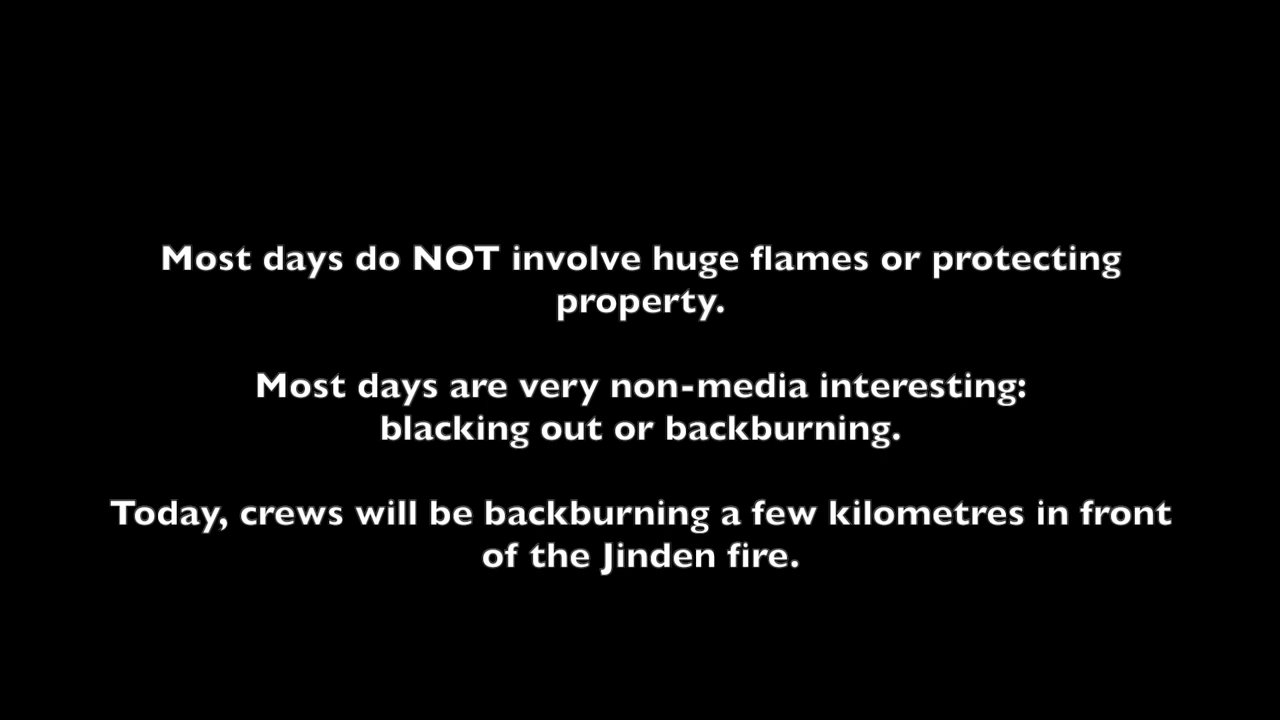 Most days do NOT involve huge flames or protecting
property.
Most days are very non-media interesting:
blacking out or backburning.
Today, crews will be backburning a few kilometres in front
of the Jinden fire.